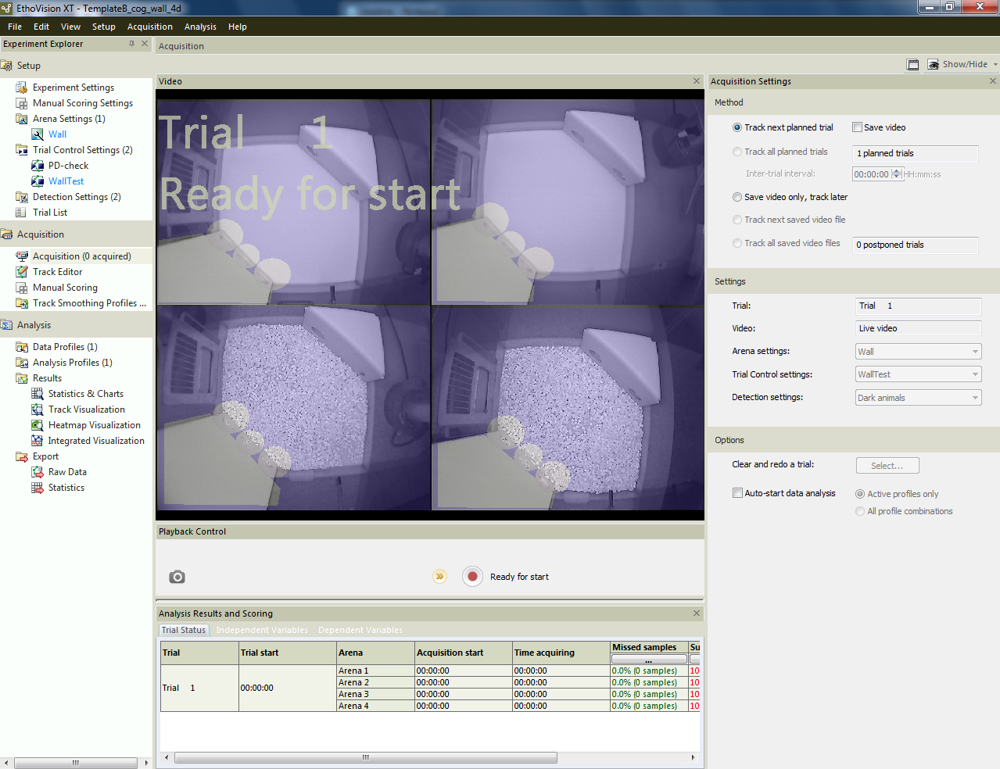 EthoVision XT - TemplateB_cog_wall_4d
File Edit View Setup Acquisition Analysis Help
Experiment Explorer
Acquisition
Setup
Show/Hide
Experiment Settings
Manual Scoring Settings
Arena Settings (1)
Wall
Trial Control Settings (2)
PD-check
WallTest
Detection Settings (2)
Trial List
Acquisition
Acquisition (0 acquired)
Track Editor
Manual Scoring
Track Smoothing Profiles ...
Analysis
Data Profiles (1)
Analysis Profiles (1)
Results
Statistics & Charts
Track Visualization
Heatmap Visualization
Integrated Visualization
Export
Raw Data
Statistics
Video
Trial 1
Ready for start
Playback Control
Ready for start
Analysis Results and Scoring
Trial Status Independent Variables Dependent Variables
Trial Trial start Arena Acquisition start Time acquiring Missed samples Su
...
Trial 1 00:00:00
Arena 1 00:00:00 00:00:00 0.0% (0 samples) 10
Arena 2 00:00:00 00:00:00 0.0% (0 samples) 10
Arena 3 00:00:00 00:00:00 0.0% (0 samples) 10
Arena 4 00:00:00 00:00:00 0.0% (0 samples) 10
Acquisition Settings
Method
Track next planned trial Save video
Track all planned trials 1 planned trials
Inter-trial interval: 00:00:00 HH:mm:ss
Save video only, track later
Track next saved video file
Track all saved video files 0 postponed trials
Settings
Trial: Trial 1
Video: Live video
Arena settings: Wall
Trial Control settings: WallTest
Detection settings: Dark animals
Options
Clear and redo a trial: Select...
Auto-start data analysis Active profiles only
All profile combinations